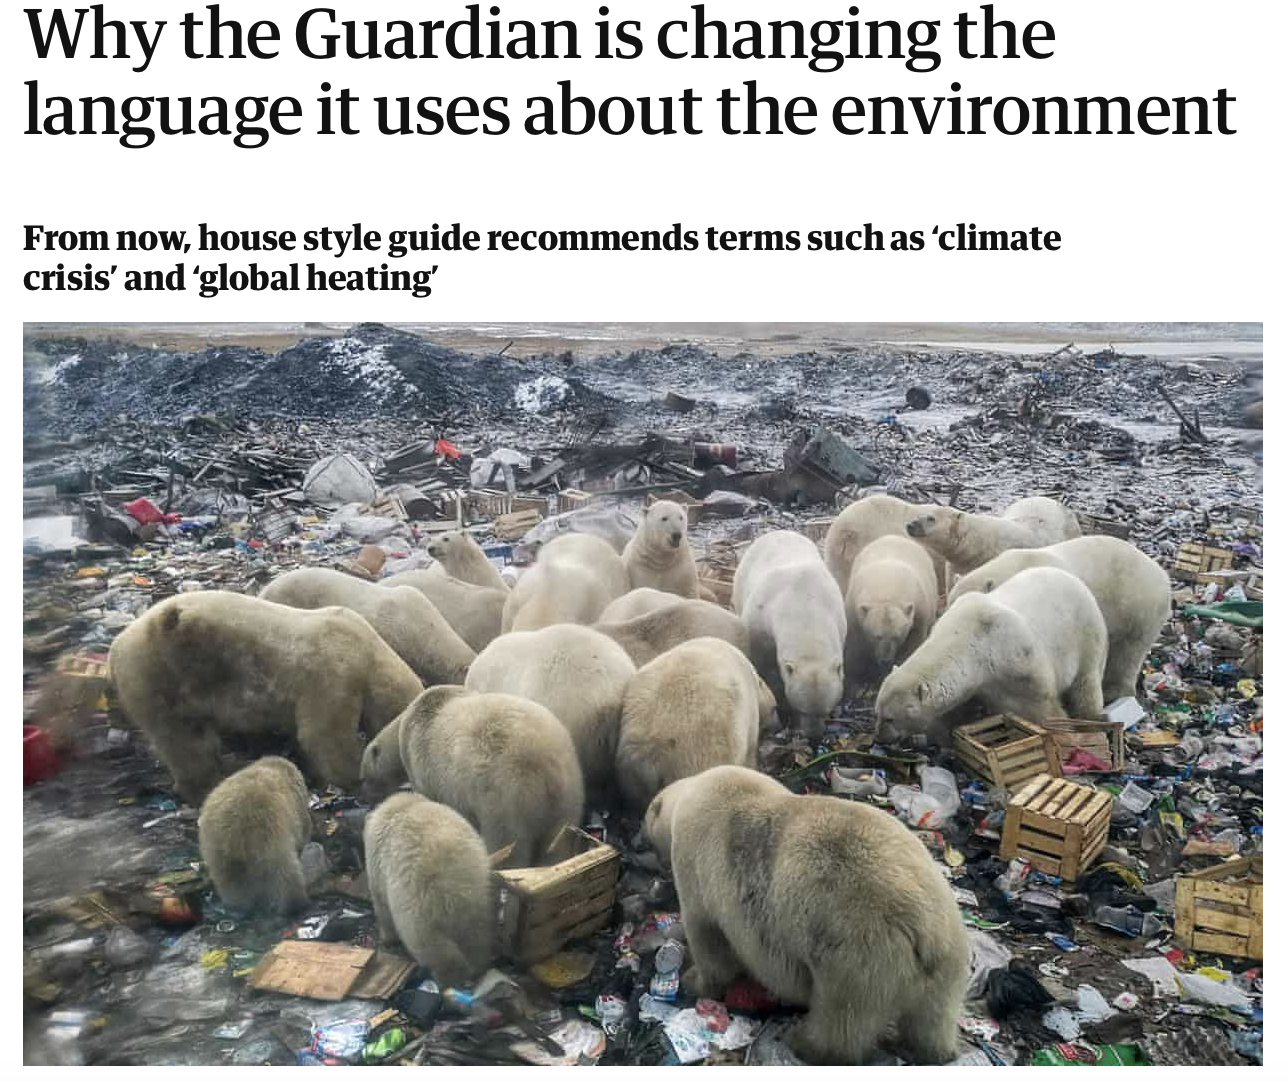 Why the Guardian is changing the
language it uses about the environment
From now, house style guide recommends terms such as ‘climate
crisis’ and ‘global heating’